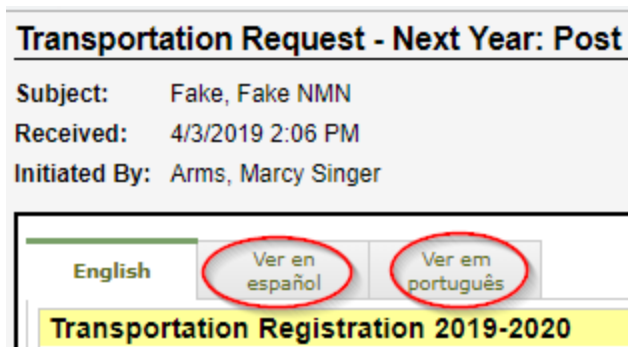 Transportation Request - Next Year: Post
Subject: Fake, Fake NMN
Received: 4/3/2019 2:06 PM
Initiated By: Arms, Marcy Singer
English
Ver en
español
Ver em
português
Transportation Registration 2019-2020